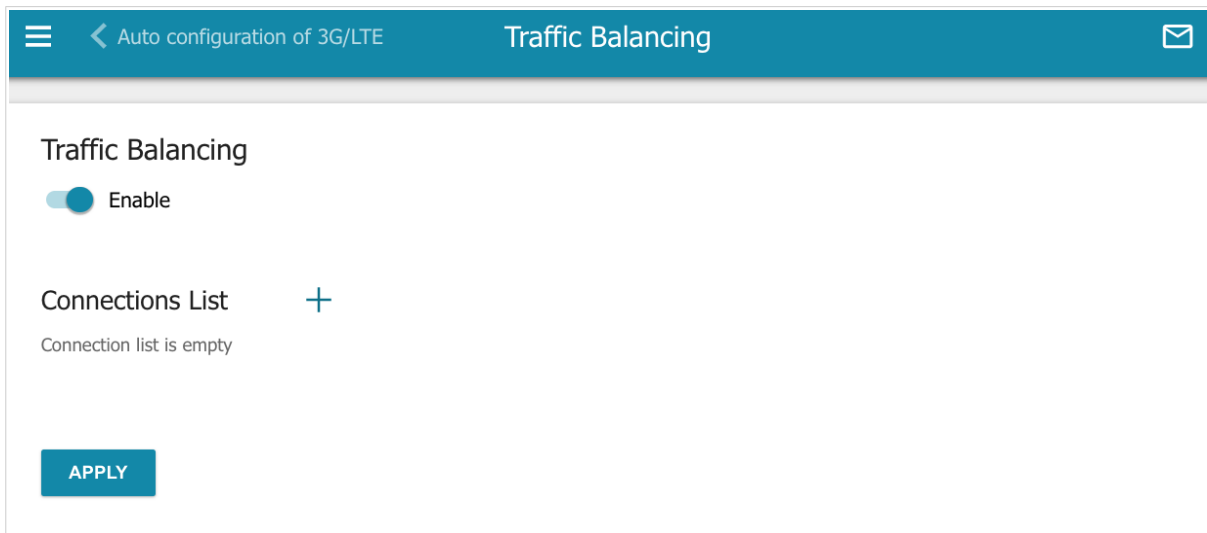 Auto configuration of 3G/LTE
Traffic Balancing
Traffic Balancing
Enable
Connections List
Connection list is empty
APPLY